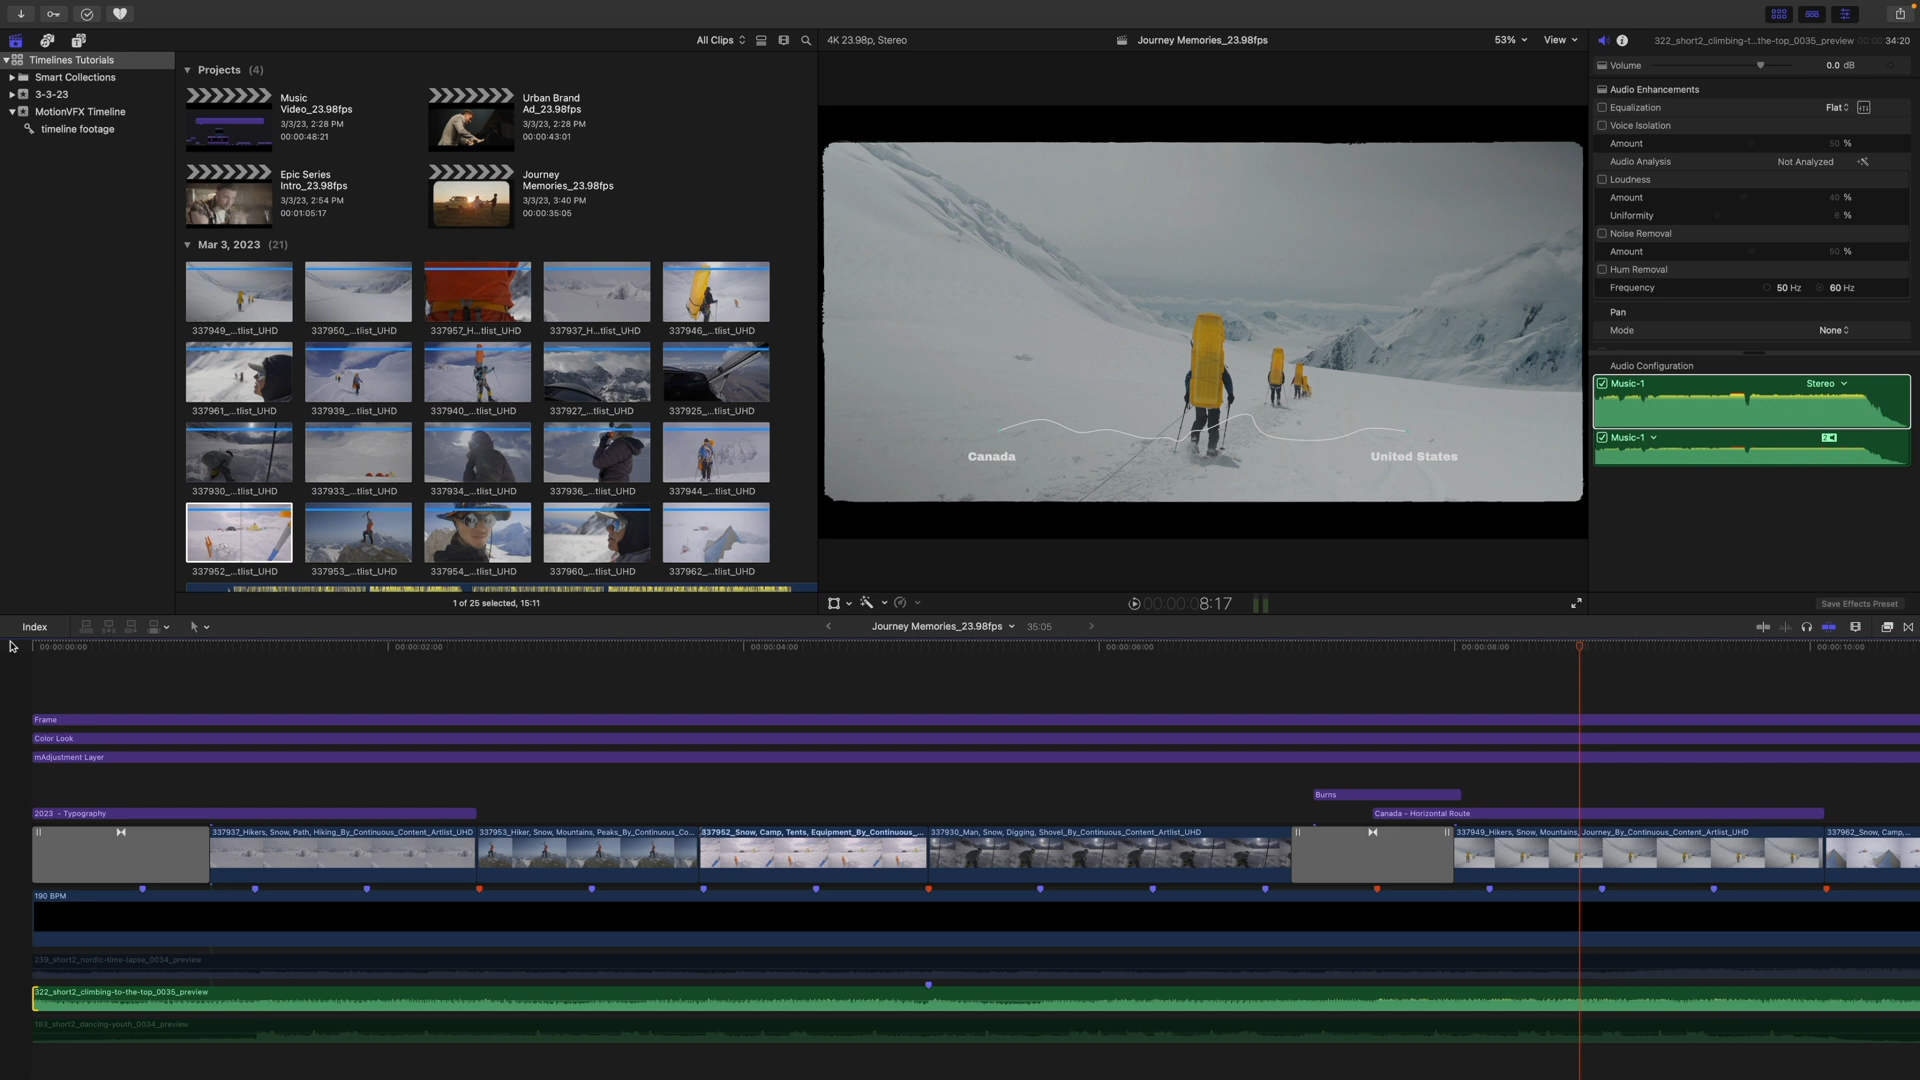 All Clips
4K 23.98p, Stereo
Journey Memories_23.98fps
53%
View
322_short2_climbing-t...the-top_0035_preview
00:00:34:20
Timelines Tutorials
Smart Collections
3-3-23
MotionVFX Timeline
timeline footage
Projects (4)
Music
Video_23.98fps
3/3/23, 2:28 PM
00:00:48:21
Urban Brand
Ad_23.98fps
3/3/23, 2:28 PM
00:00:43:01
Epic Series
Intro_23.98fps
3/3/23, 2:54 PM
00:01:05:17
Journey
Memories_23.98fps
3/3/23, 3:40 PM
00:00:35:05
Mar 3, 2023 (21)
337949_...tlist_UHD
337950_...tlist_UHD
337957_H...tlist_UHD
337937_H...tlist_UHD
337946_...tlist_UHD
337961_...tlist_UHD
337939_...tlist_UHD
337940_...tlist_UHD
337927_...tlist_UHD
337925_...tlist_UHD
337930_...tlist_UHD
337933_...tlist_UHD
337934_...tlist_UHD
337936_...tlist_UHD
337944_...tlist_UHD
337952_...tlist_UHD
337953_...tlist_UHD
337954_...tlist_UHD
337960_...tlist_UHD
337962_...tlist_UHD
1 of 25 selected, 15:11
Canada
United States
00:00:08:17
Volume 0.0 dB
Audio Enhancements
Equalization Flat
Voice Isolation
Amount 50 %
Audio Analysis Not Analyzed
Loudness
Amount 40 %
Uniformity 6 %
Noise Removal
Amount 50 %
Hum Removal
Frequency 50 Hz 60 Hz
Pan
Mode None
Audio Configuration
Music-1 Stereo
Music-1
Save Effects Preset
Index
Journey Memories_23.98fps
35:05
00:00:00:00
00:00:02:00
00:00:04:00
00:00:06:00
00:00:08:00
00:00:10:00
Frame
Color Look
mAdjustment Layer
Burns
2023 - Typography
Canada - Horizontal Route
337937_Hikers, Snow, Path, Hiking_By_Continuous_Content_Artlist_UHD
337953_Hiker, Snow, Mountains, Peaks_By_Continuous_Co...
337952_Snow, Camp, Tents, Equipment_By_Continuous_...
337930_Man, Snow, Digging, Shovel_By_Continuous_Content_Artlist_UHD
337949_Hikers, Snow, Mountains, Journey_By_Continuous_Content_Artlist_UHD
337962_Snow, Camp,...
190 BPM
239_short2_nordic-time-lapse_0034_preview
322_short2_climbing-to-the-top_0035_preview
163_short2_dancing-youth_0034_preview